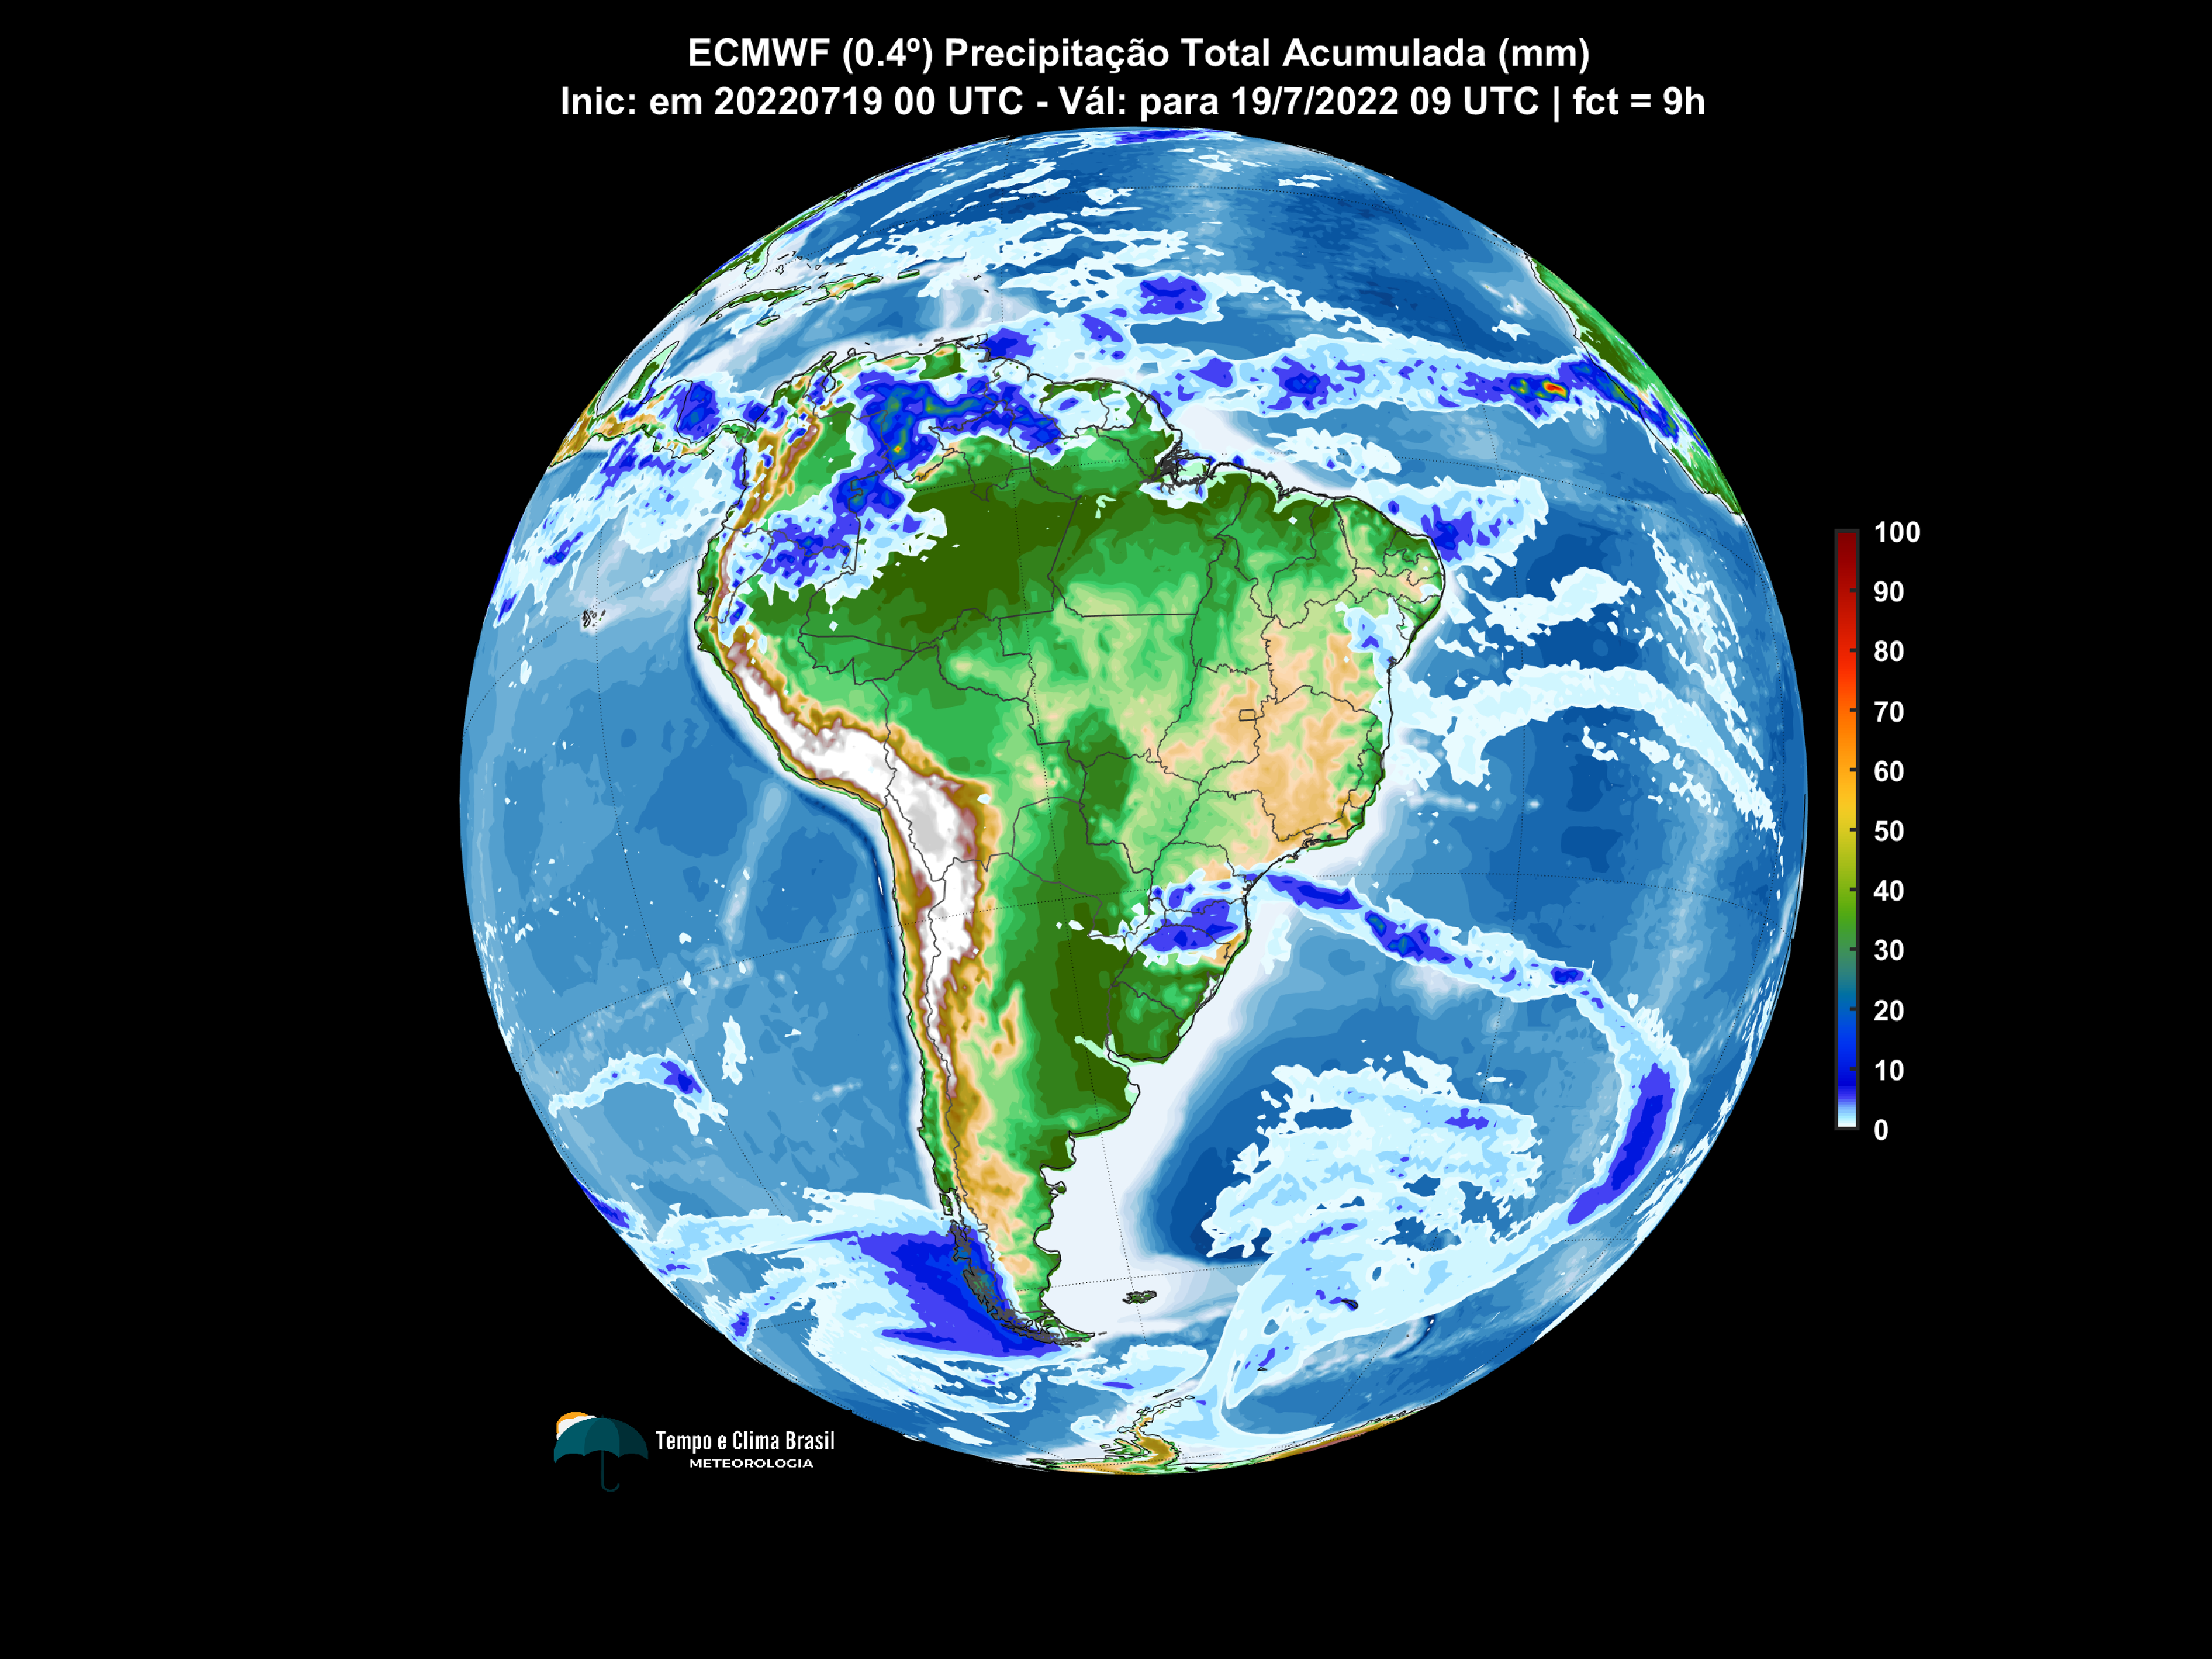 ECMWF (0.4º) Precipitação Total Acumulada (mm)
Inic: em 20220719 00 UTC - Vál: para 19/7/2022 09 UTC | fct = 9h
100
90
80
70
60
50
40
30
20
10
0
Tempo e Clima Brasil
METEOROLOGIA